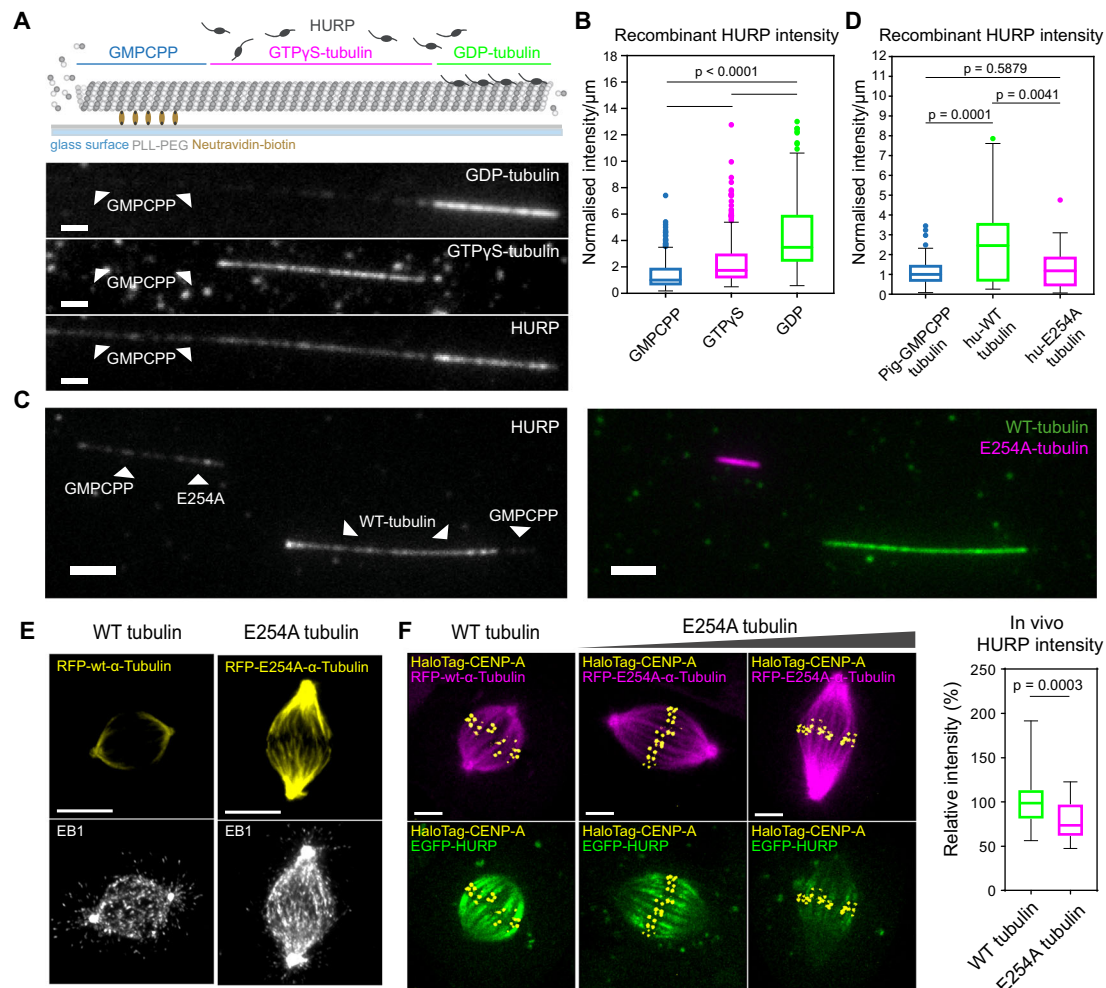 A
HURP
GMPCPP
GTPγS-tubulin
GDP-tubulin
glass surface PLL-PEG Neutravidin-biotin
GDP-tubulin
GMPCPP
GTPγS-tubulin
GMPCPP
HURP
GMPCPP
B
Recombinant HURP intensity
p < 0.0001
Normalised intensity/μm
14
12
10
8
6
4
2
0
GMPCPP
GTPγS
GDP
D
Recombinant HURP intensity
p = 0.5879
p = 0.0041
p = 0.0001
Normalised intensity/μm
12
11
10
9
8
7
6
5
4
3
2
1
0
Pig-GMPCPP tubulin
hu-WT tubulin
hu-E254A tubulin
C
HURP
GMPCPP
E254A
WT-tubulin
GMPCPP
WT-tubulin
E254A-tubulin
E
WT tubulin
E254A tubulin
RFP-wt-α-Tubulin
RFP-E254A-α-Tubulin
EB1
EB1
F
WT tubulin
E254A tubulin
HaloTag-CENP-A
RFP-wt-α-Tubulin
HaloTag-CENP-A
RFP-E254A-α-Tubulin
HaloTag-CENP-A
RFP-E254A-α-Tubulin
HaloTag-CENP-A
EGFP-HURP
HaloTag-CENP-A
EGFP-HURP
HaloTag-CENP-A
EGFP-HURP
In vivo
HURP intensity
p = 0.0003
Relative intensity (%)
250
200
150
100
50
0
WT tubulin
E254A tubulin